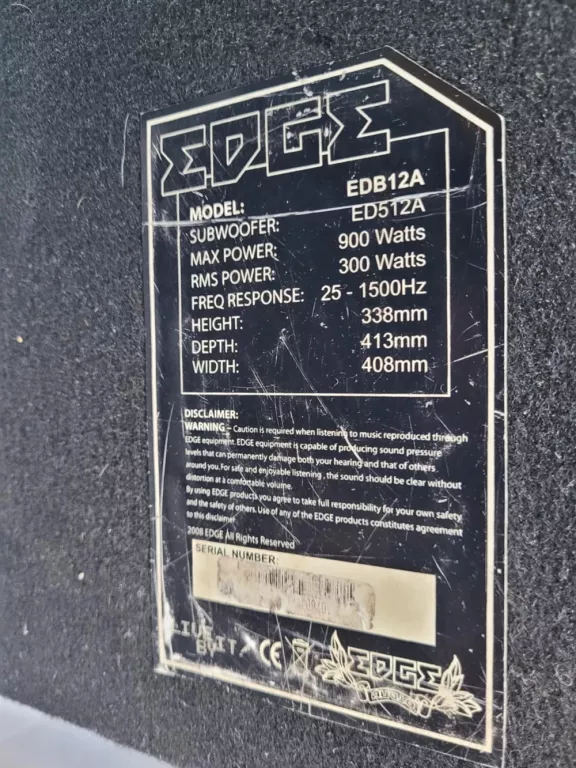 EDGE
MODEL: EDB12A
SUBWOOFER: ED512A
MAX POWER: 900 Watts
RMS POWER: 300 Watts
FREQ RESPONSE: 25 - 1500Hz
HEIGHT: 338mm
DEPTH: 413mm
WIDTH: 408mm
DISCLAIMER:
WARNING – Caution is required when listening to music reproduced through
EDGE equipment. EDGE equipment is capable of producing sound pressure
levels that can permanently damage both your hearing and that of others
around you. For safe and enjoyable listening , the sound should be clear without
distortion at a comfortable volume.
By using EDGE products you agree to take full responsibility for your own safety
and the safety of others. Use of any of the EDGE products constitutes agreement
to this disclaimer
2008 EDGE All Rights Reserved
SERIAL NUMBER:
LIVE
CE
EDGE